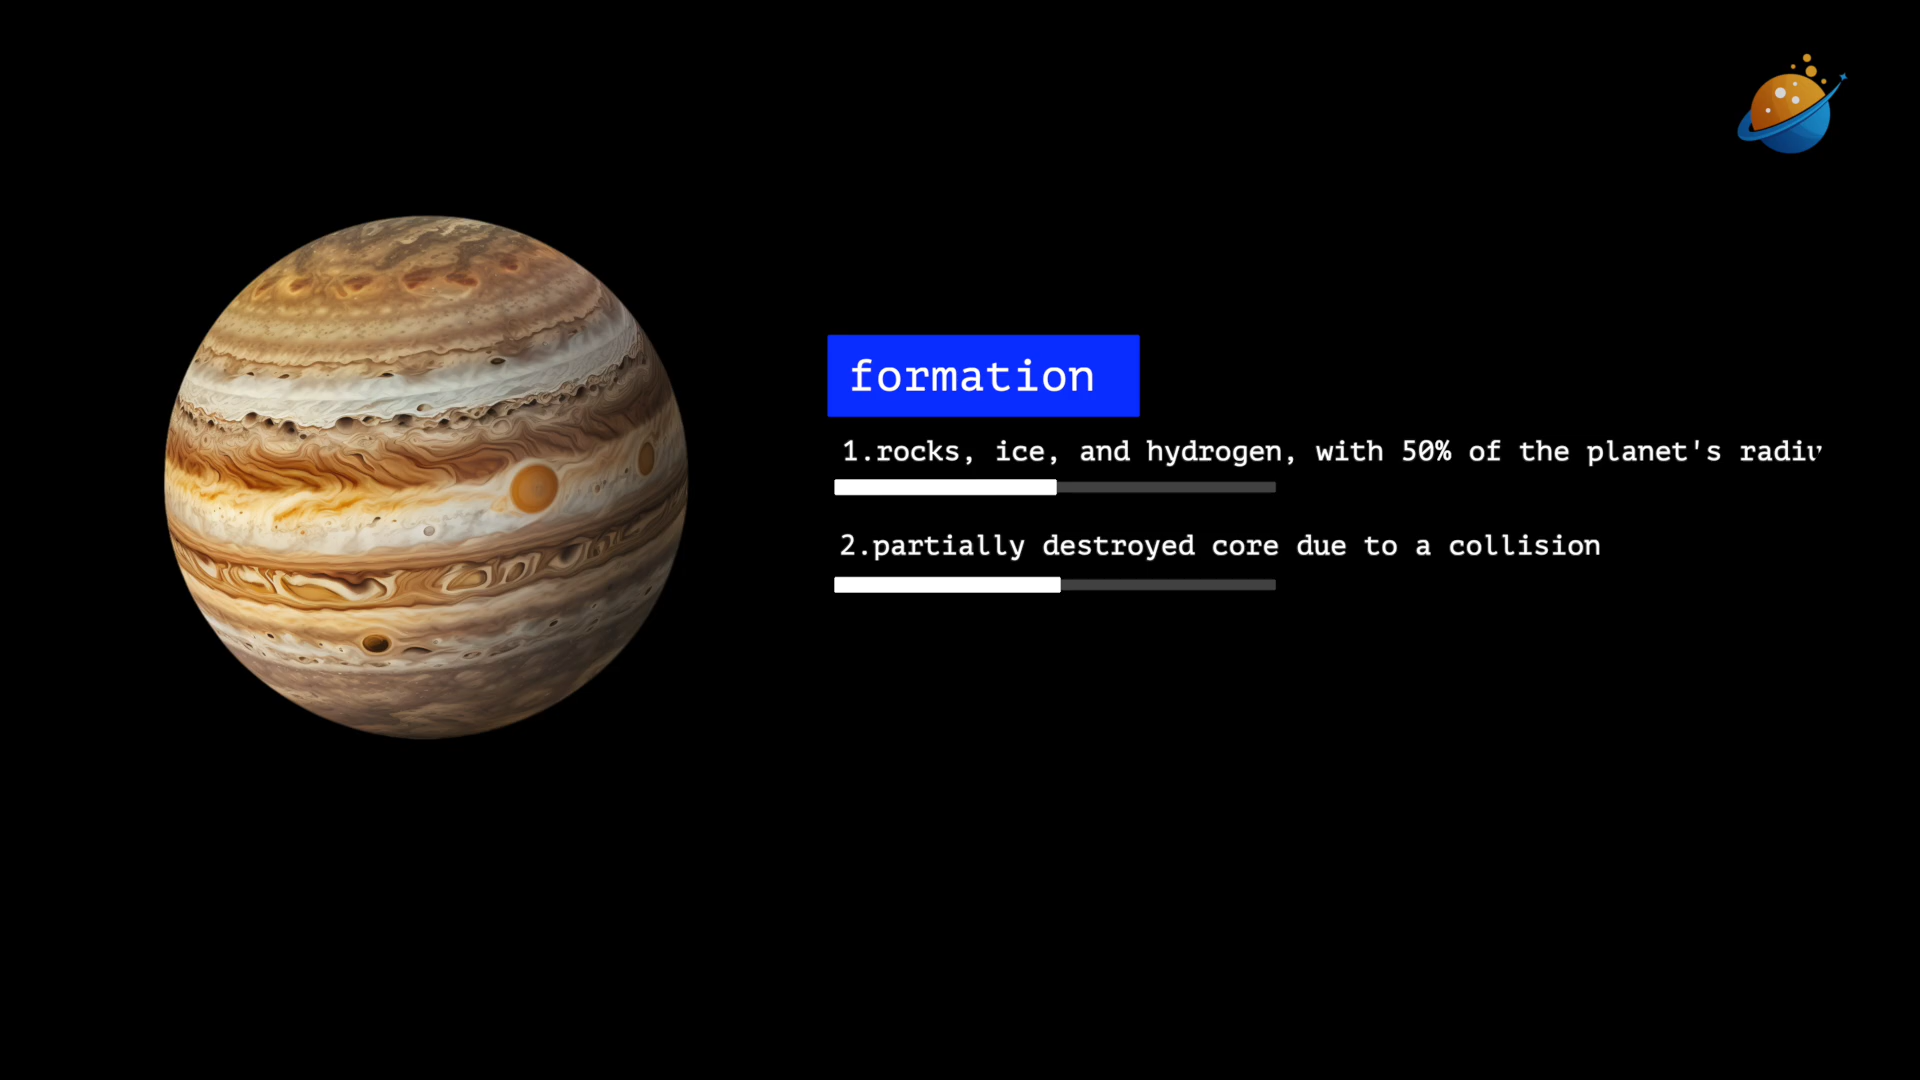 formation
1.rocks, ice, and hydrogen, with 50% of the planet's
2.partially destroyed core due to a collision